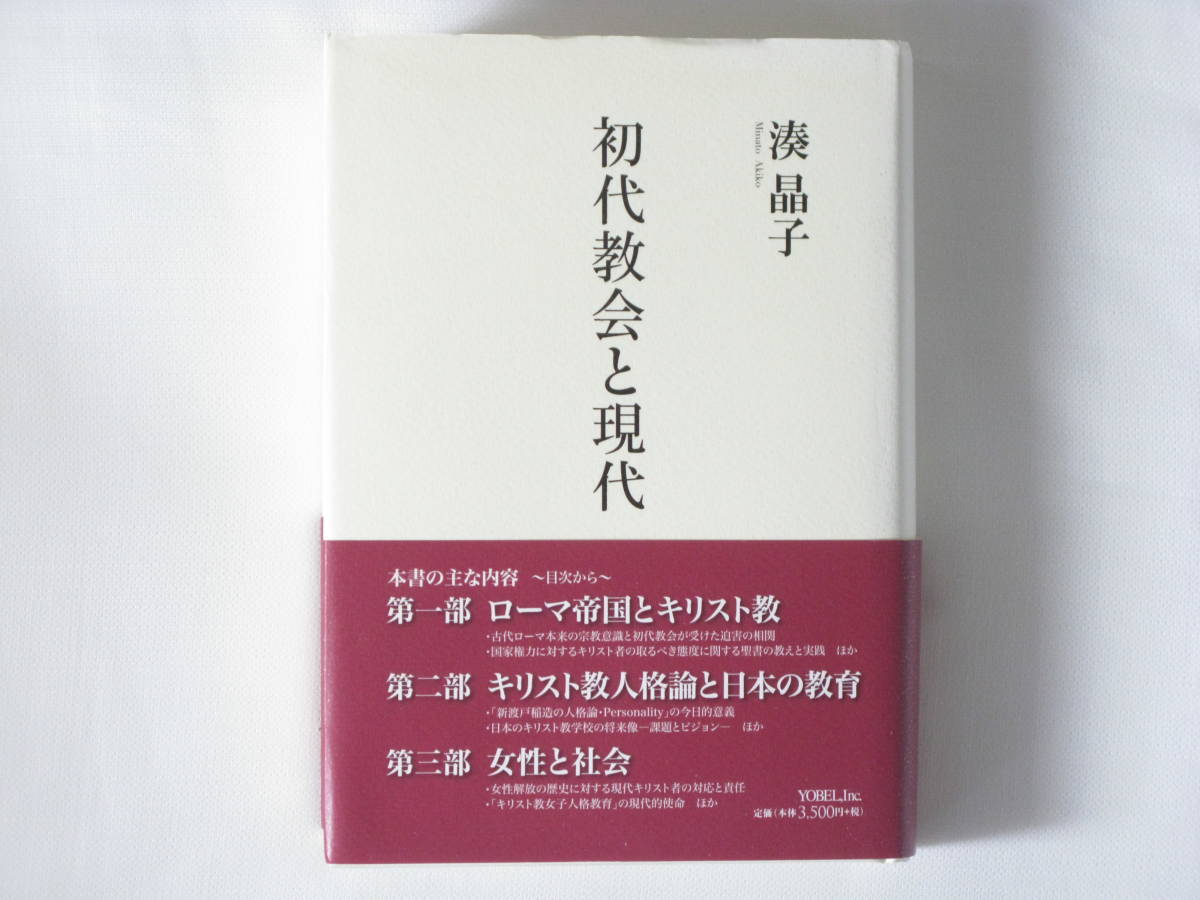 湊 晶子
Minato Akiko
初代教会と現代
本書の主な内容 ～目次から～
第一部 ローマ帝国とキリスト教
・古代ローマ本来の宗教意識と初代教会が受けた迫害の相関
・国家権力に対するキリスト者の取るべき態度に関する聖書の教えと実践 ほか
第二部 キリスト教人格論と日本の教育
・「新渡戸稲造の人格論・Personality」の今日的意義
・日本のキリスト教学校の将来像―課題とビジョン― ほか
第三部 女性と社会
・女性解放の歴史に対する現代キリスト者の対応と責任
・「キリスト教女子人格教育」の現代的使命 ほか
YOBEL,Inc.
定価（本体3,500円+税）